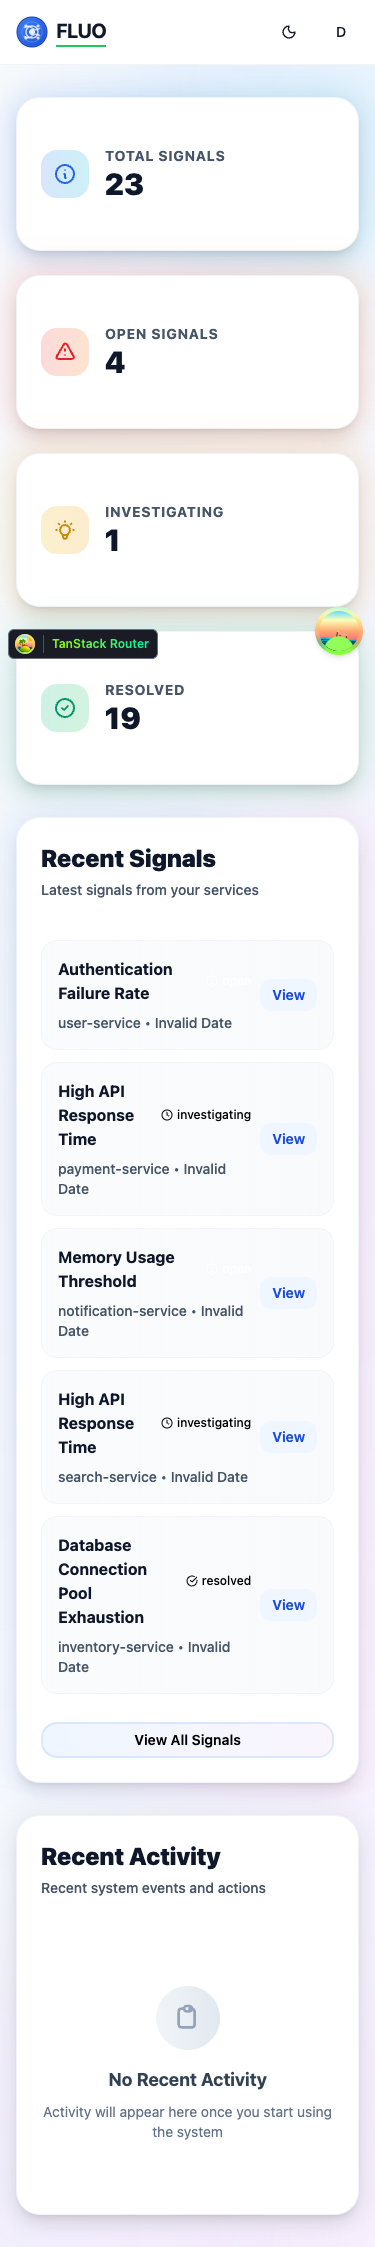 FLUO
D
TOTAL SIGNALS
23
OPEN SIGNALS
4
INVESTIGATING
1
TanStack Router
RESOLVED
19
Recent Signals
Latest signals from your services
Authentication
Failure Rate
View
user-service • Invalid Date
High API
Response
Time
investigating
View
payment-service • Invalid
Date
Memory Usage
Threshold
View
notification-service • Invalid
Date
High API
Response
Time
investigating
View
search-service • Invalid Date
Database
Connection
Pool
Exhaustion
resolved
View
inventory-service • Invalid
Date
View All Signals
Recent Activity
Recent system events and actions
No Recent Activity
Activity will appear here once you start using
the system